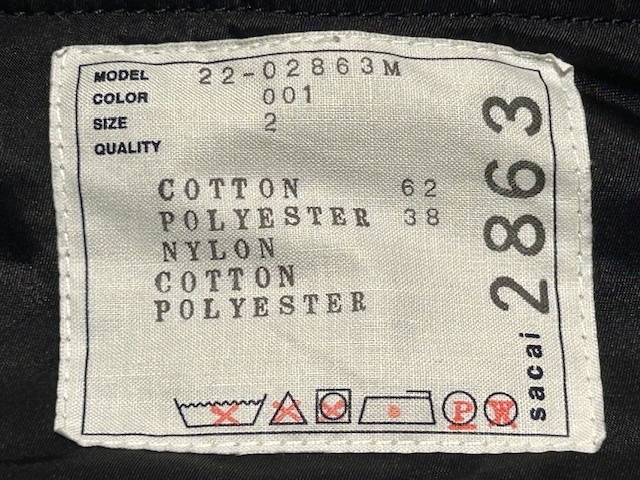 MODEL 22-02863M
COLOR 001
SIZE 2
QUALITY
COTTON 62
POLYESTER 38
NYLON
COTTON
POLYESTER
P W
sacai 2863